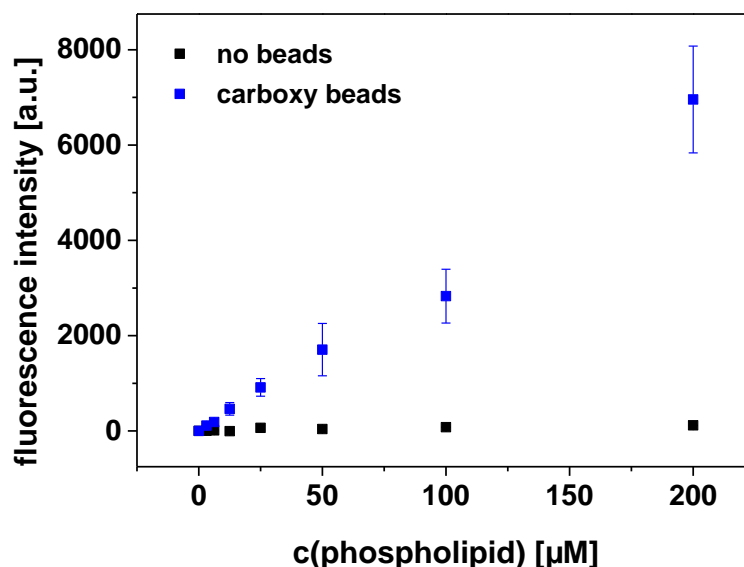 8000
6000
4000
2000
0
fluorescence intensity [a.u.]
no beads
carboxy beads
0 50 100 150 200
c(phospholipid) [µM]